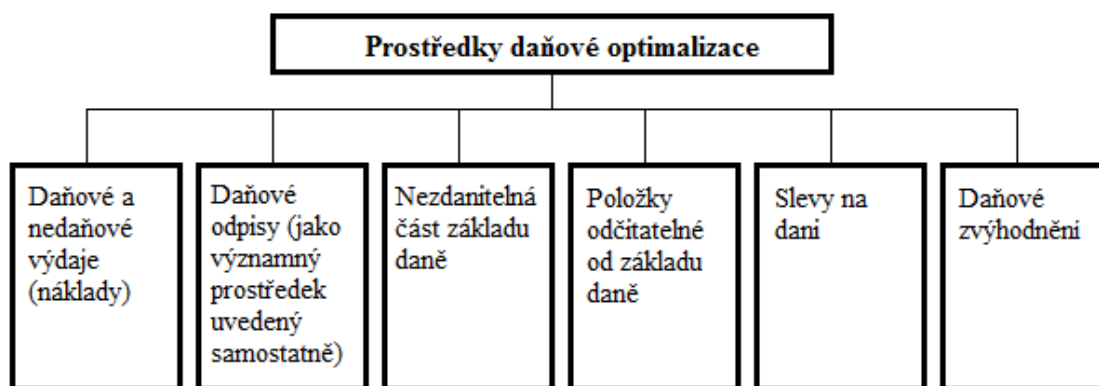 Prostředky daňové optimalizace
Daňové a
nedaňové
výdaje
(náklady)
Daňové
odpisy (jako
významný
prostředek
uvedený
samostatně)
Nezdanitelná
část základu
daně
Položky
odčitatelné
od základu
daně
Slevy na
dani
Daňové
zvýhodnění